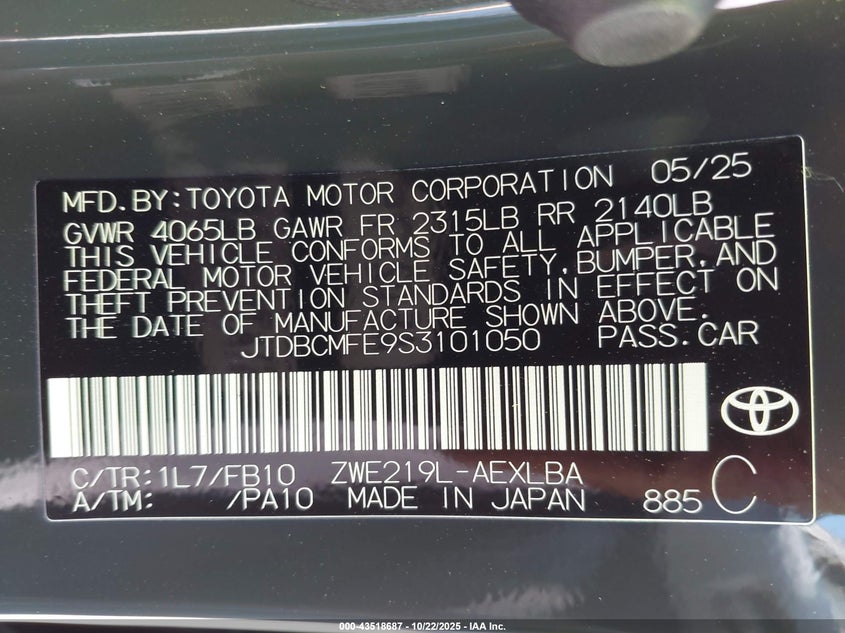 MFD.BY:TOYOTA MOTOR CORPORATION 05/25
GVWR 4065LB GAWR FR 2315LB RR 2140LB
THIS VEHICLE CONFORMS TO ALL APPLICABLE
FEDERAL MOTOR VEHICLE SAFETY,BUMPER,AND
THEFT PREVENTION STANDARDS IN EFFECT ON
THE DATE OF MANUFACTURE SHOWN ABOVE.
JTDBCMFE9S3101050 PASS.CAR
C/TR:1L7/FB10 ZWE219L-AEXLBA
A/TM: /PA10 MADE IN JAPAN 885 C
000-43518687 - 10/22/2025 - IAA Inc.